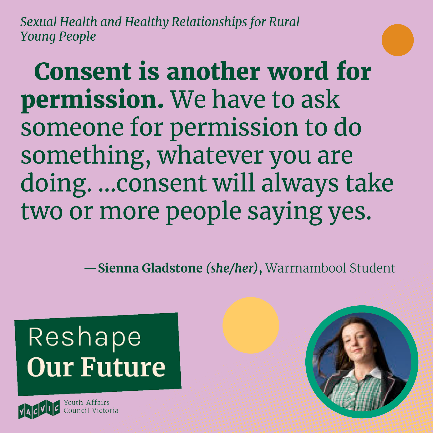 Sexual Health and Healthy Relationships for Rural
Young People
Consent is another word for
permission. We have to ask
someone for permission to do
something, whatever you are
doing. ...consent will always take
two or more people saying yes.
—Sienna Gladstone (she/her), Warrnambool Student
Reshape
Our Future
YACVIC
Youth Affairs
Council Victoria